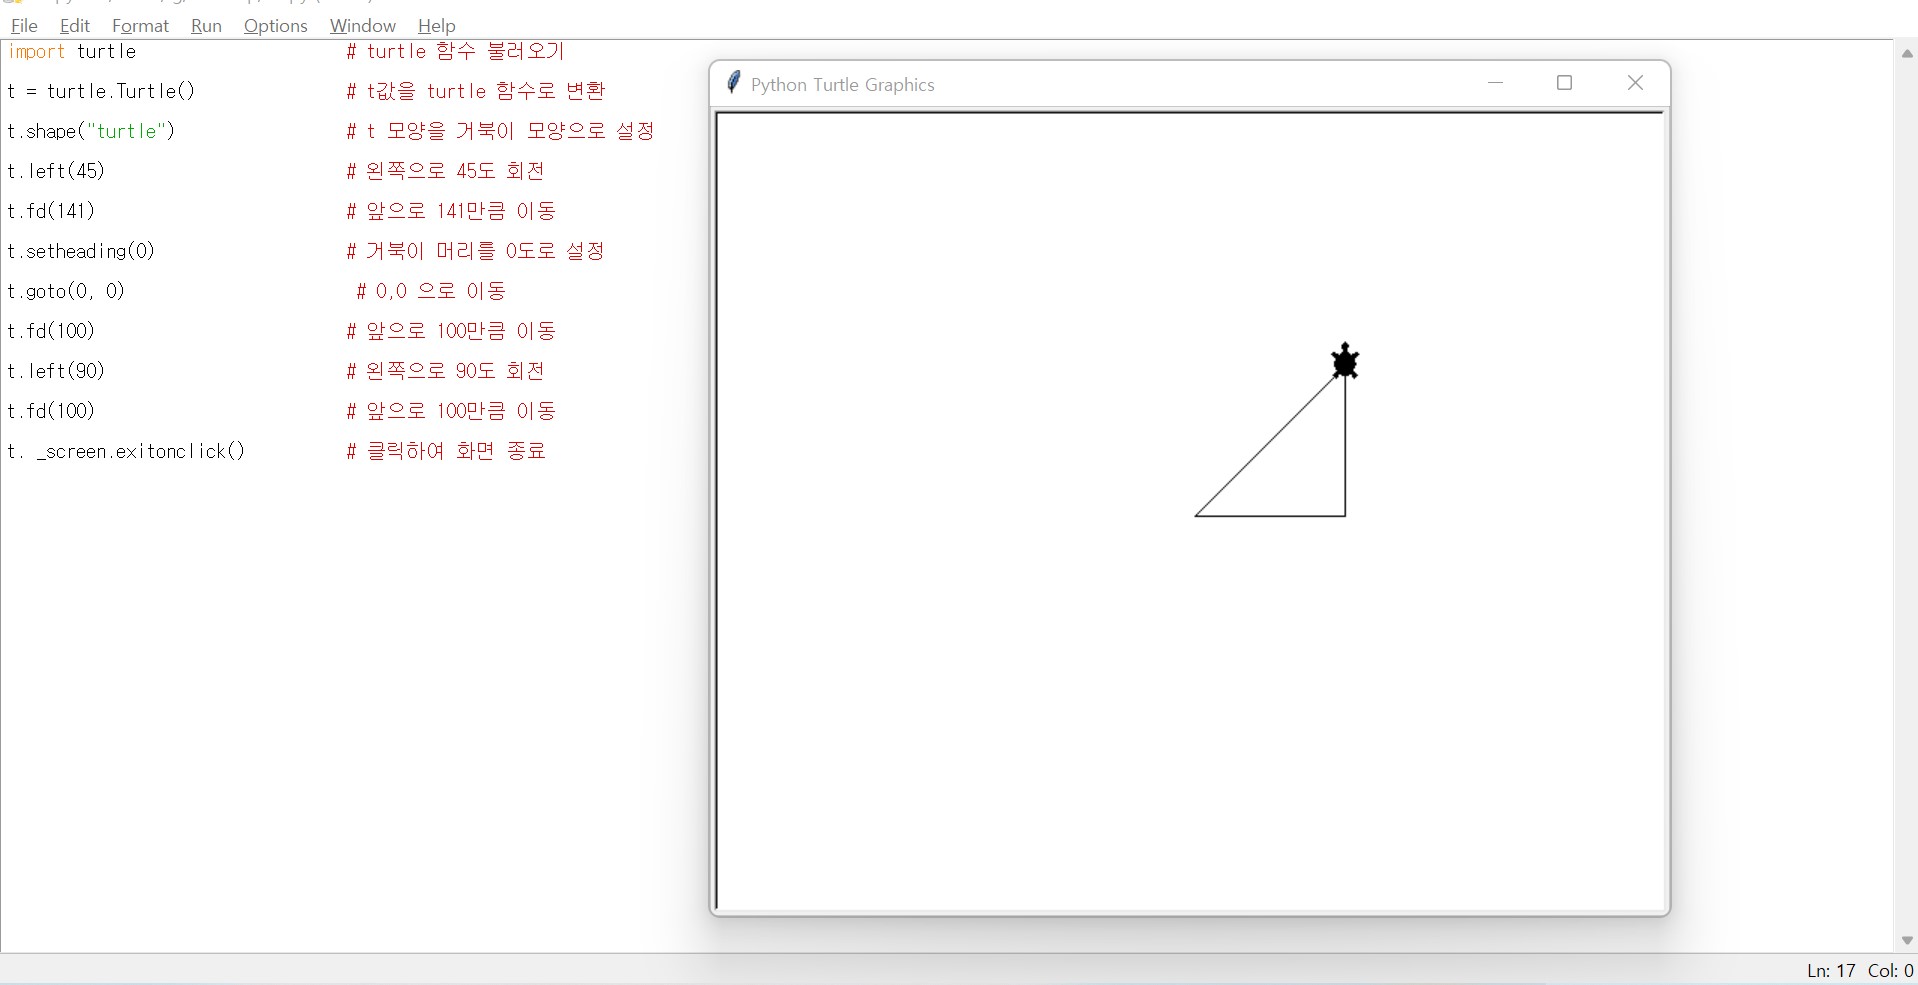 File Edit Format Run Options Window Help
import turtle # turtle 함수 불러오기
t = turtle.Turtle() # t값을 turtle 함수로 변환
t.shape("turtle") # t 모양을 거북이 모양으로 설정
t.left(45) # 왼쪽으로 45도 회전
t.fd(141) # 앞으로 141만큼 이동
t.setheading(0) # 거북이 머리를 0도로 설정
t.goto(0, 0) # 0,0 으로 이동
t.fd(100) # 앞으로 100만큼 이동
t.left(90) # 왼쪽으로 90도 회전
t.fd(100) # 앞으로 100만큼 이동
t. _screen.exitonclick() # 클릭하여 화면 종료
Python Turtle Graphics
Ln: 17 Col: 0